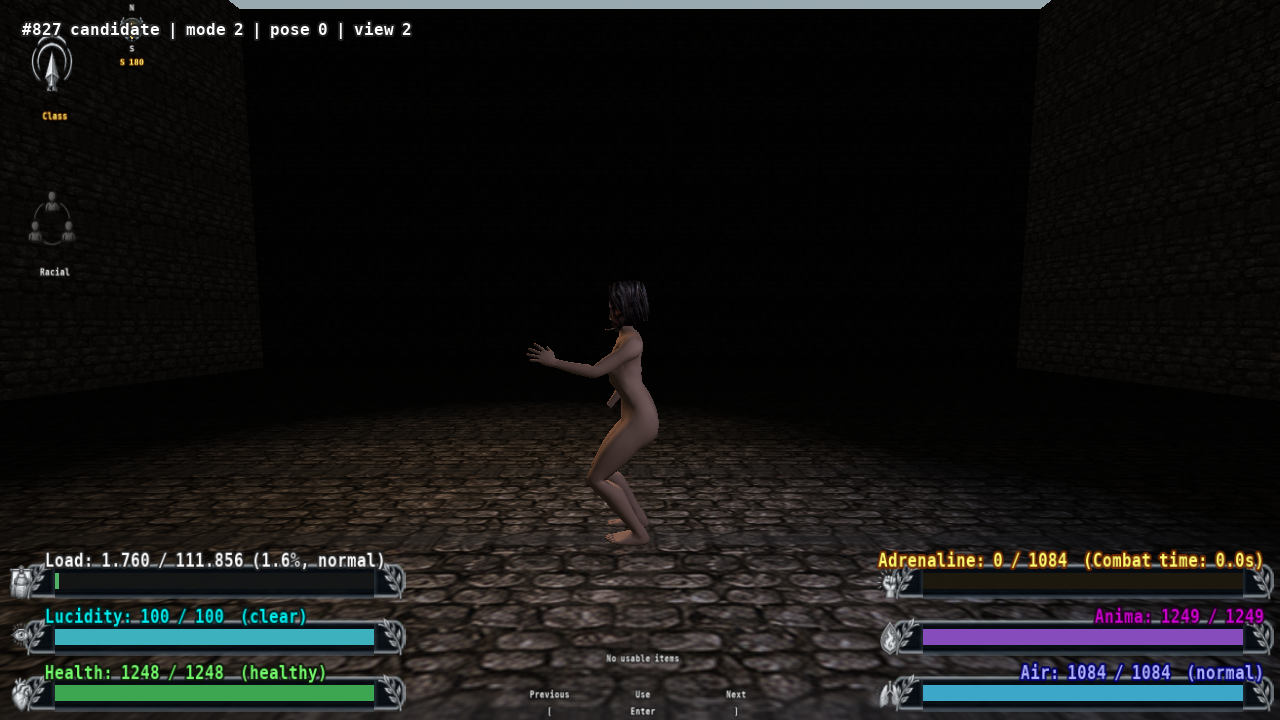 N
#827 candidate | mode 2 | pose 0 | view 2
S
S 180
Class
Racial
Load: 1.760 / 111.856 (1.6%, normal)
Adrenaline: 0 / 1084 (Combat time: 0.0s)
Lucidity: 100 / 100 (clear)
Anima: 1249 / 1249
No usable items
Health: 1248 / 1248 (healthy)
Air: 1084 / 1084 (normal)
Previous Use Next
[ Enter ]